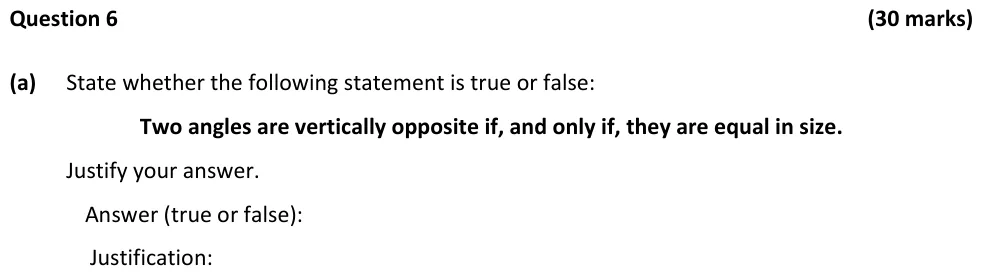 Question 6 (30 marks)
(a) State whether the following statement is true or false:
Two angles are vertically opposite if, and only if, they are equal in size.
Justify your answer.
Answer (true or false):
Justification: